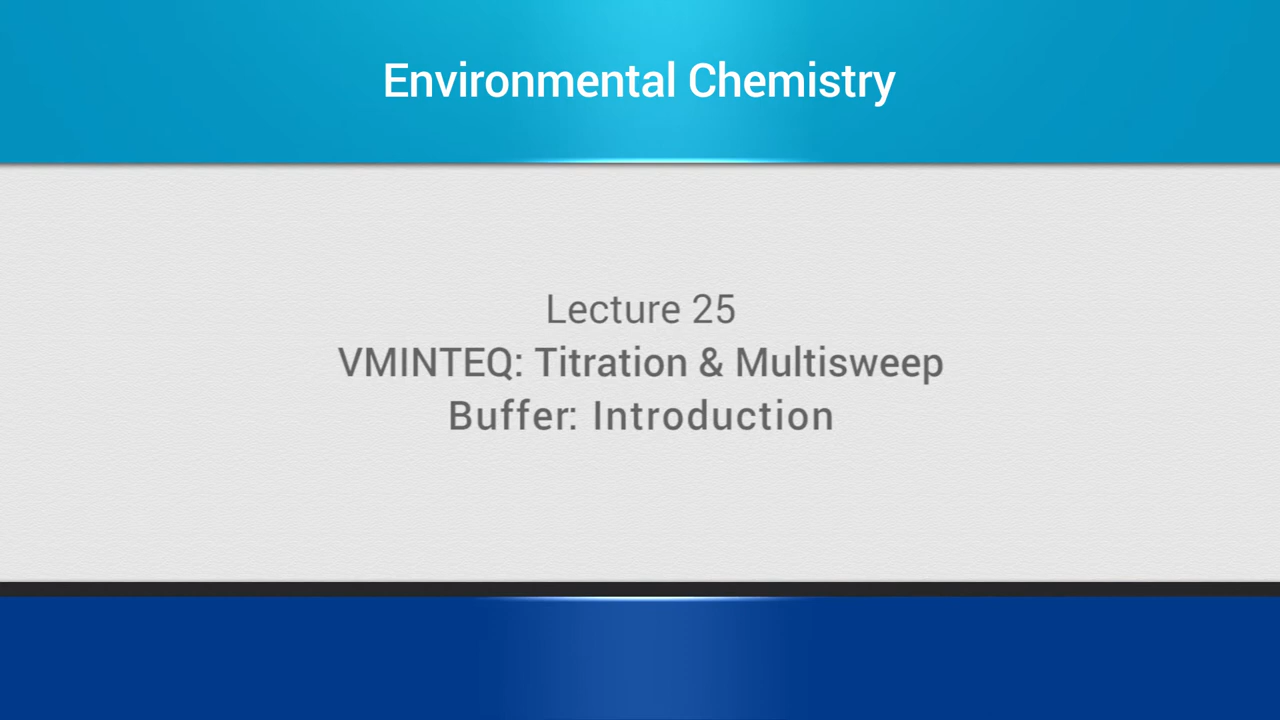 Environmental Chemistry
Lecture 25
VMINTEQ: Titration & Multisweep
Buffer: Introduction